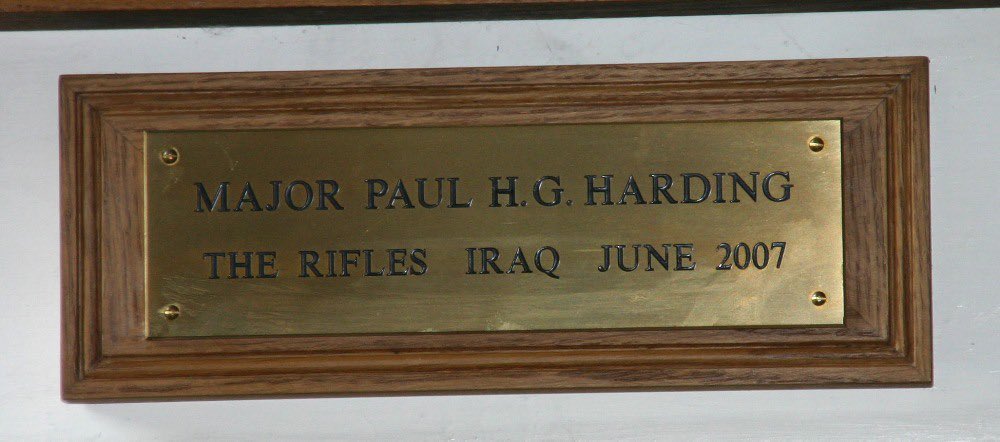 MAJOR PAUL H.G. HARDING
THE RIFLES IRAQ JUNE 2007